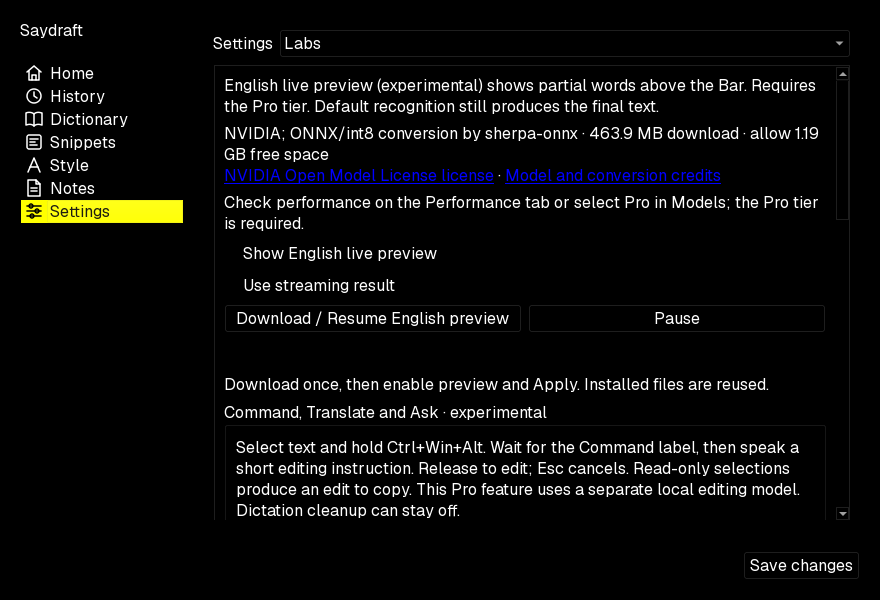 Saydraft
Home
History
Dictionary
Snippets
Style
Notes
Settings
Settings Labs
English live preview (experimental) shows partial words above the Bar. Requires
the Pro tier. Default recognition still produces the final text.
NVIDIA; ONNX/int8 conversion by sherpa-onnx · 463.9 MB download · allow 1.19
GB free space
NVIDIA Open Model License license · Model and conversion credits
Check performance on the Performance tab or select Pro in Models; the Pro tier
is required.
Show English live preview
Use streaming result
Download / Resume English preview Pause
Download once, then enable preview and Apply. Installed files are reused.
Command, Translate and Ask · experimental
Select text and hold Ctrl+Win+Alt. Wait for the Command label, then speak a
short editing instruction. Release to edit; Esc cancels. Read-only selections
produce an edit to copy. This Pro feature uses a separate local editing model.
Dictation cleanup can stay off.
Save changes